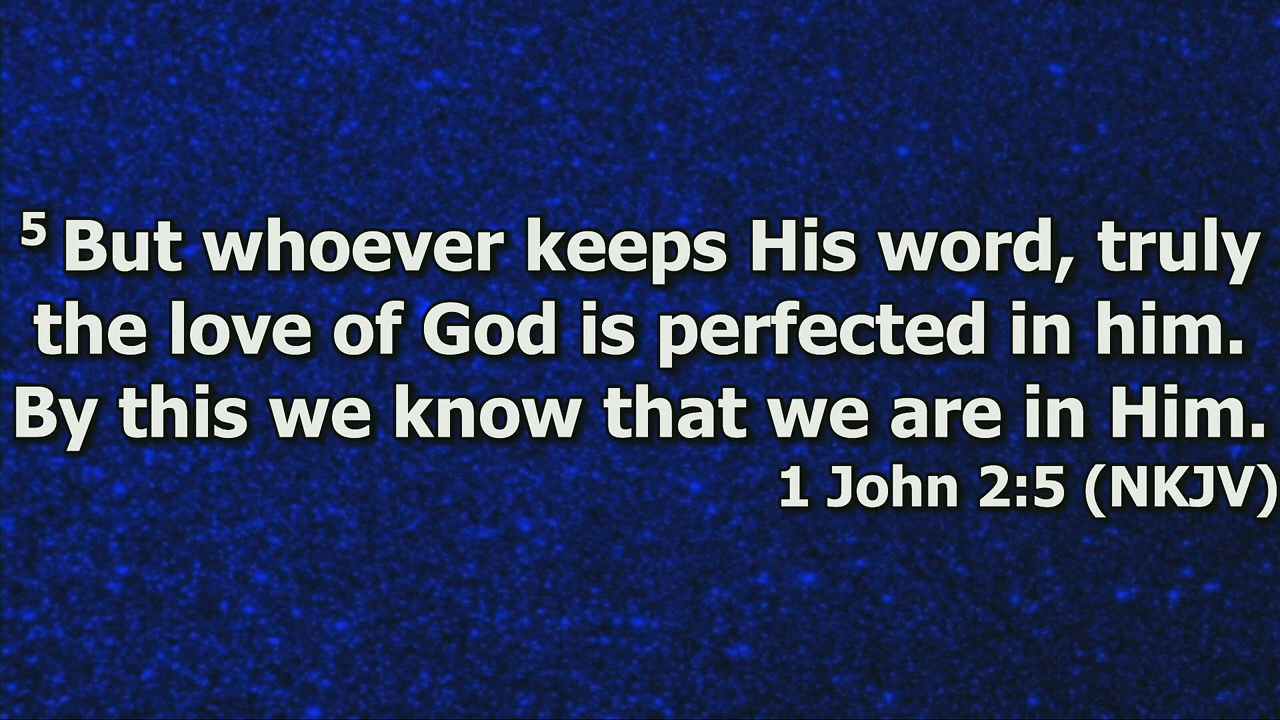 5 But whoever keeps His word, truly
the love of God is perfected in him.
By this we know that we are in Him.
1 John 2:5 (NKJV)